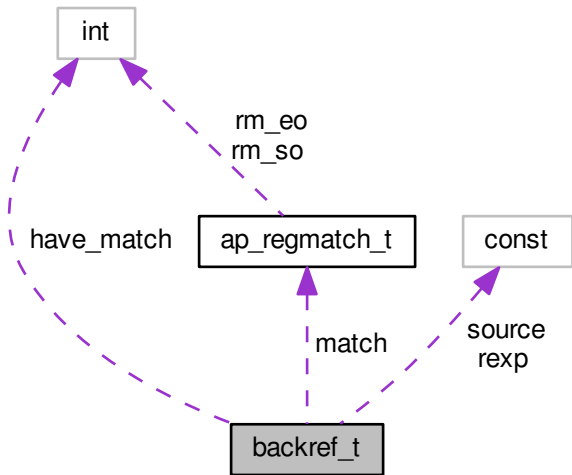 int
rm_eo
rm_so
have_match
ap_regmatch_t
const
match
source
rexp
backref_t